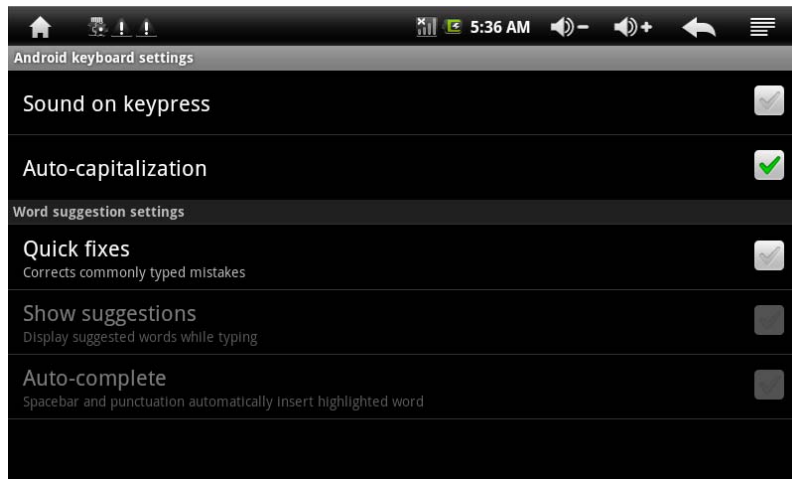 5:36 AM
Android keyboard settings
Sound on keypress
Auto-capitalization
Word suggestion settings
Quick fixes
Corrects commonly typed mistakes
Show suggestions
Display suggested words while typing
Auto-complete
Spacebar and punctuation automatically insert highlighted word